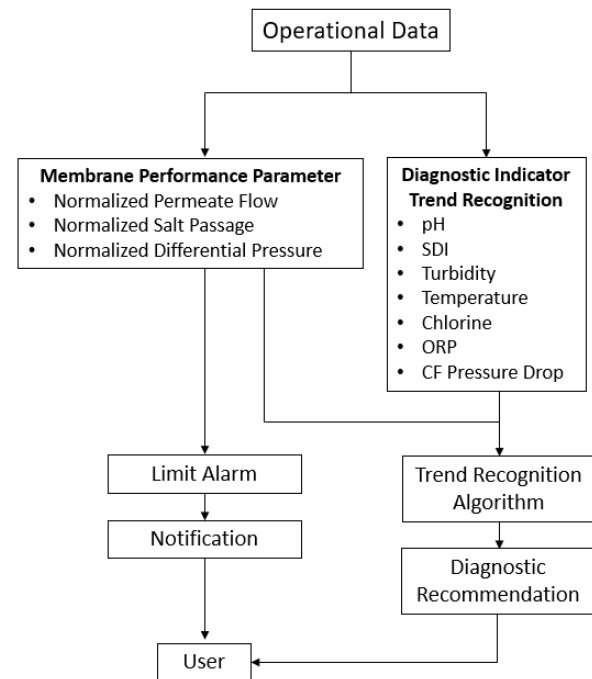 Operational Data
Membrane Performance Parameter
• Normalized Permeate Flow
• Normalized Salt Passage
• Normalized Differential Pressure
Diagnostic Indicator
Trend Recognition
• pH
• SDI
• Turbidity
• Temperature
• Chlorine
• ORP
• CF Pressure Drop
Limit Alarm
Notification
Trend Recognition
Algorithm
Diagnostic
Recommendation
User